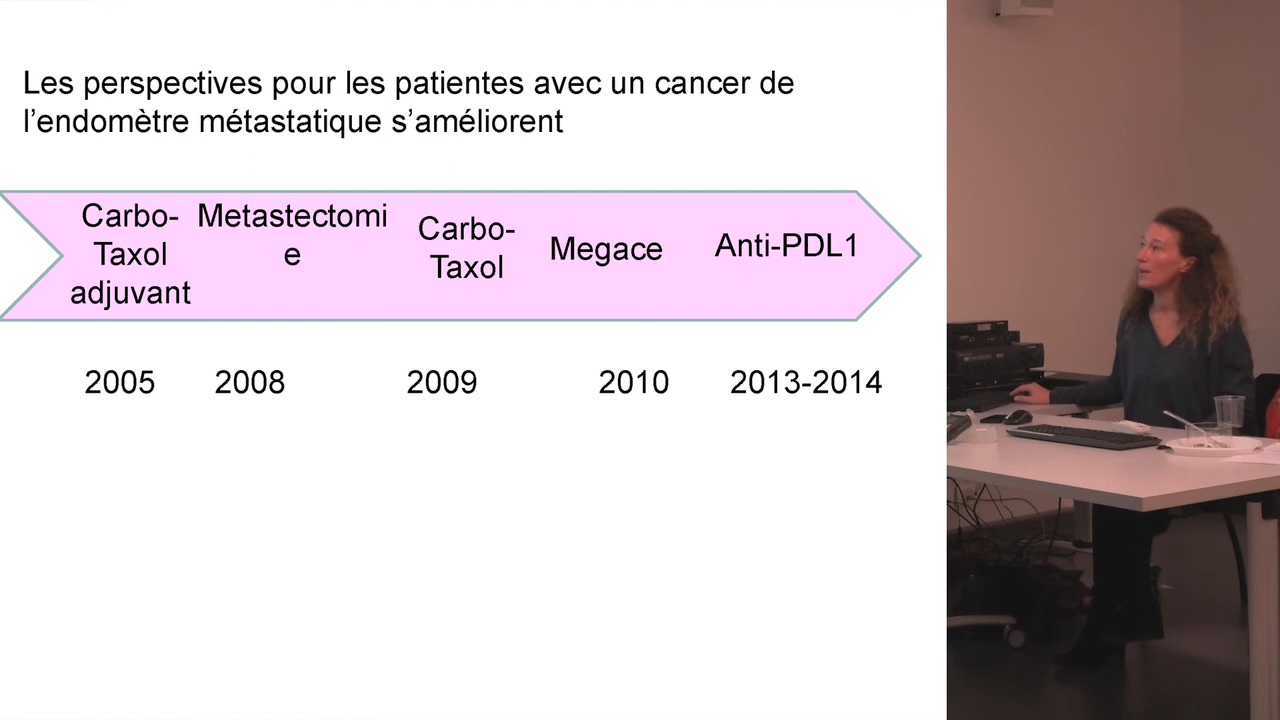 Les perspectives pour les patientes avec un cancer de
l’endomètre métastatique s’améliorent
Carbo-
Taxol
adjuvant
Metastectomi
e
Carbo-
Taxol
Megace
Anti-PDL1
2005
2008
2009
2010
2013-2014